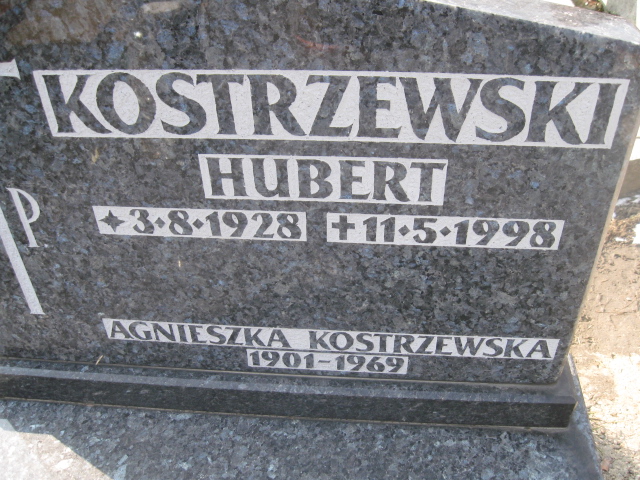 KOSTRZEWSKI
HUBERT
✦3·8·1928 +11·5·1998
P
AGNIESZKA KOSTRZEWSKA
1901-1969